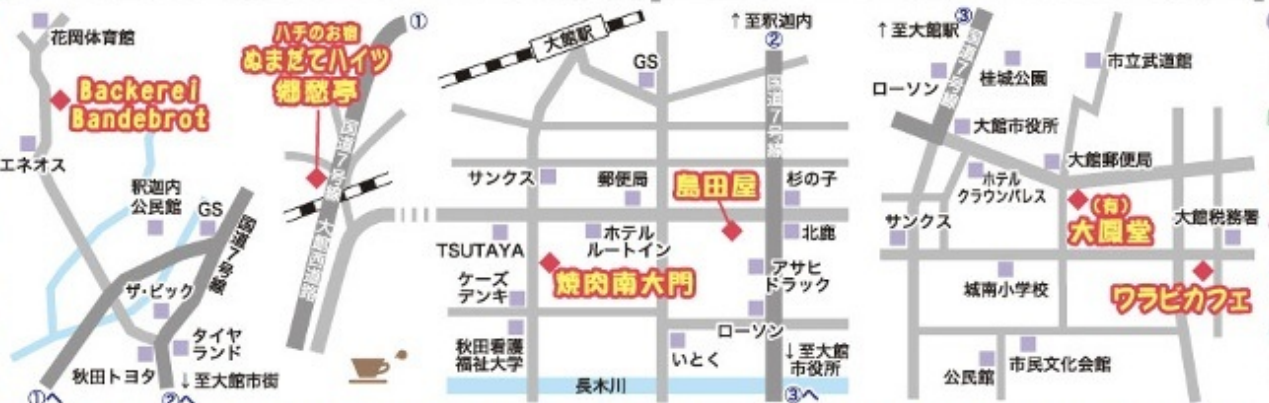 花岡体育館
Backerei
Bandebrot
エネオス
釈迦内
公民館
GS
国道7号線
ザ・ビック
タイヤ
ランド
秋田トヨタ
↓至大館市街
①へ
②へ
①
ハチのお宿
ぬまだてハイツ
郷愁亭
国道7号線 大館西道路
大館駅
GS
↑至釈迦内
②
国道7号線
サンクス
郵便局
島田屋
杉の子
TSUTAYA
ホテル
ルートイン
北鹿
焼肉南大門
ケーズ
デンキ
アサヒ
ドラック
ローソン
秋田看護
福祉大学
いとく
↓至大館
市役所
長木川
③へ
③
↑至大館駅
国道7号線
ローソン
桂城公園
市立武道館
大館市役所
大館郵便局
ホテル
クラウンパレス
サンクス
(有)
大鳳堂
大館税務署
城南小学校
ワラビカフェ
公民館
市民文化会館